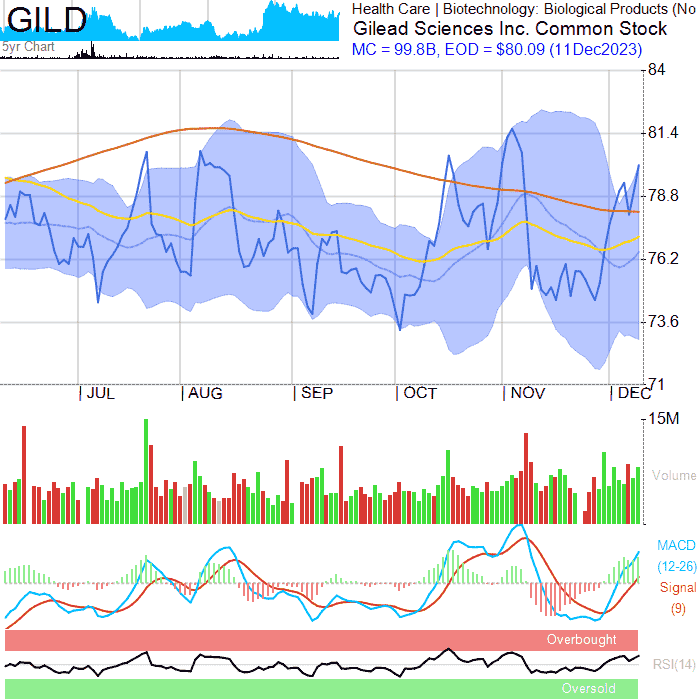 GILD
5yr Chart
Health Care | Biotechnology: Biological Products (No
Gilead Sciences Inc. Common Stock
MC = 99.8B, EOD = $80.09 (11Dec2023)
84
81.4
78.8
76.2
73.6
71
| JUL | AUG | SEP | OCT | NOV | DEC
15M
Volume
MACD
(12-26)
Signal
(9)
Overbought
RSI(14)
Oversold